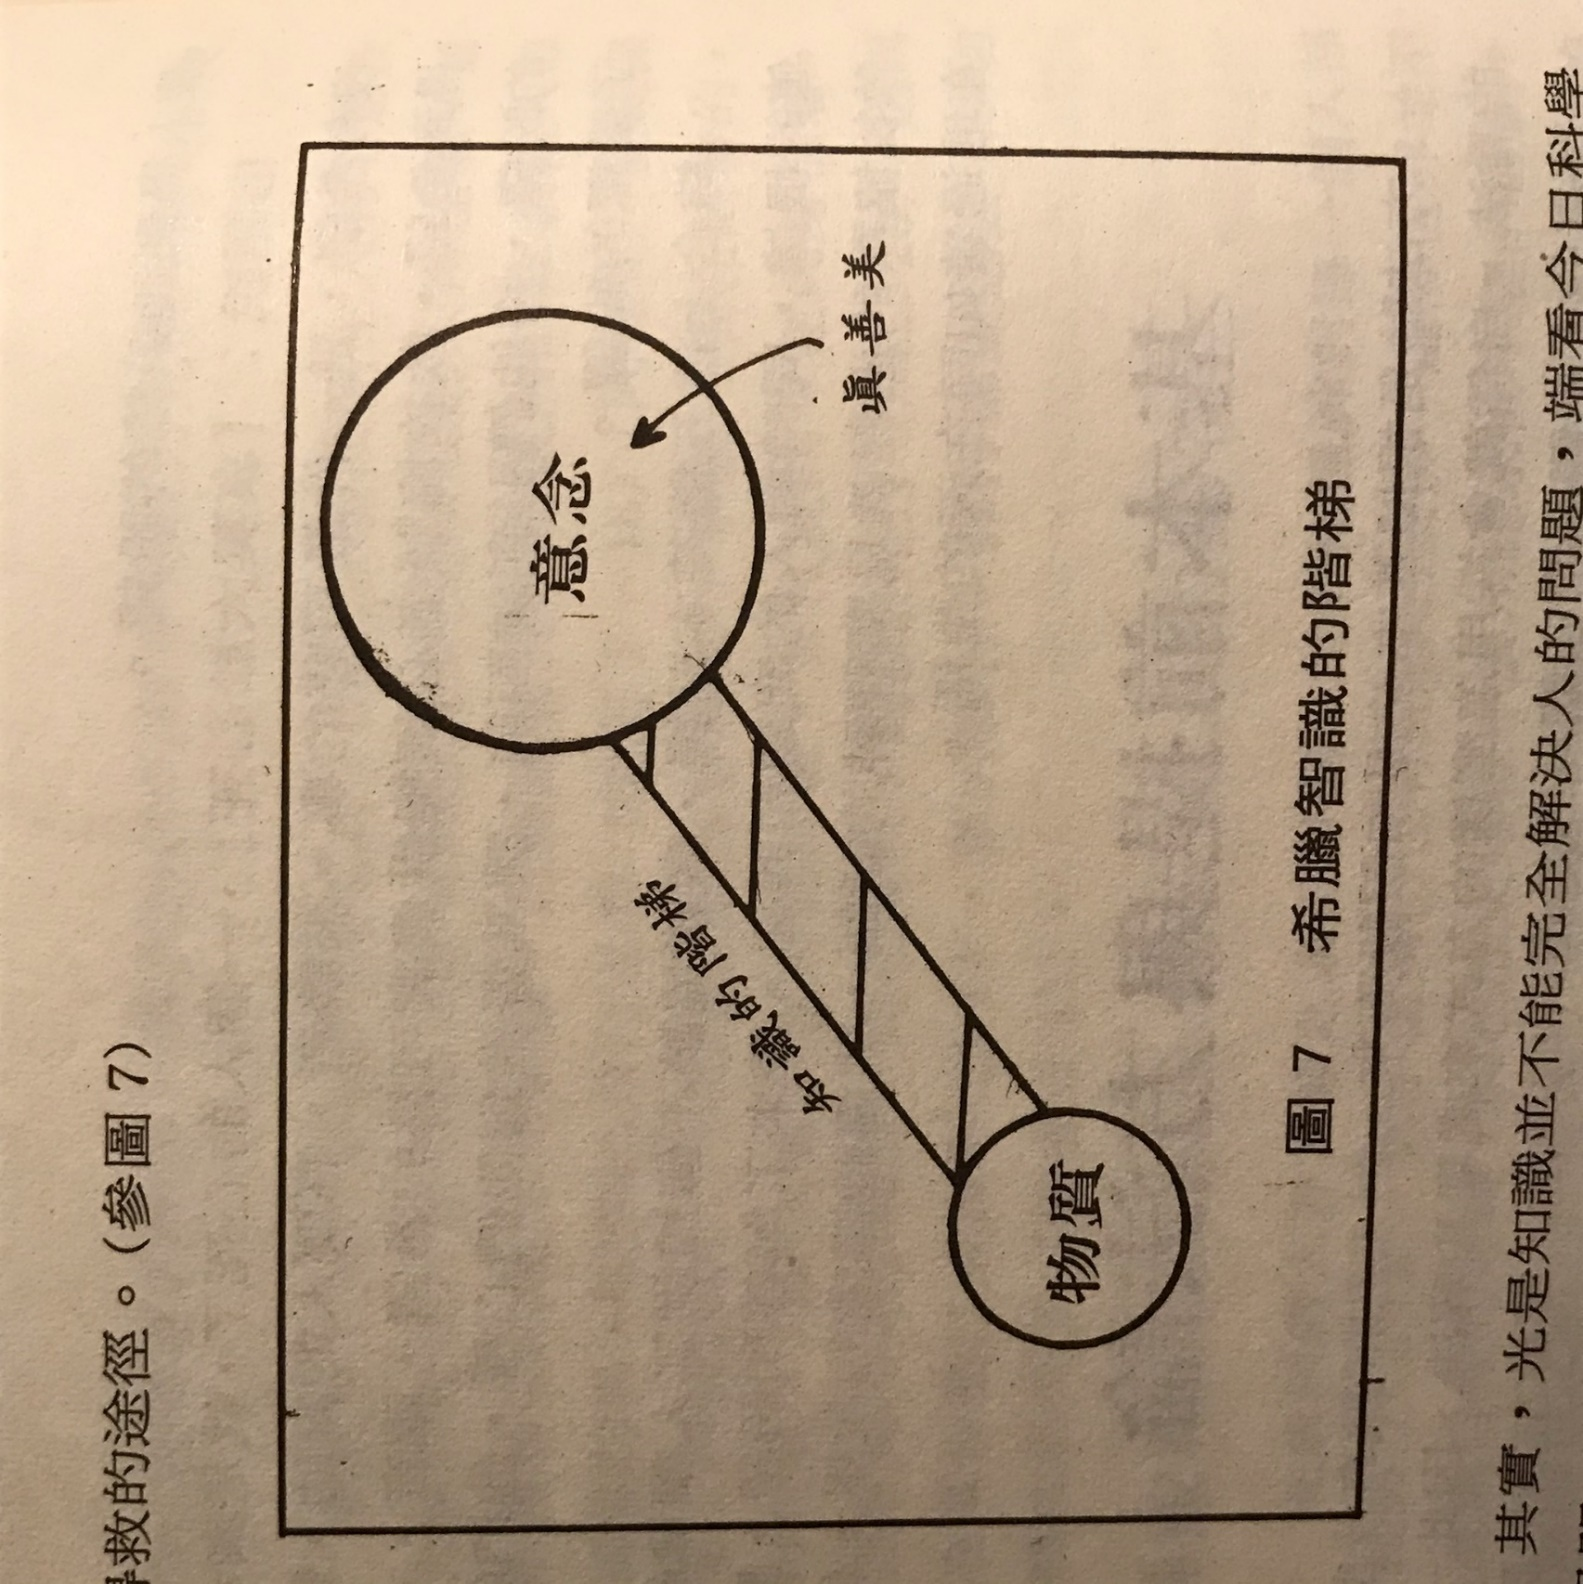 得救的途徑。(參圖7)
意念
真善美
知識的階梯
物質
圖 7 希臘智識的階梯
其實，光是知識並不能完全解決人的問題，端看今日科學